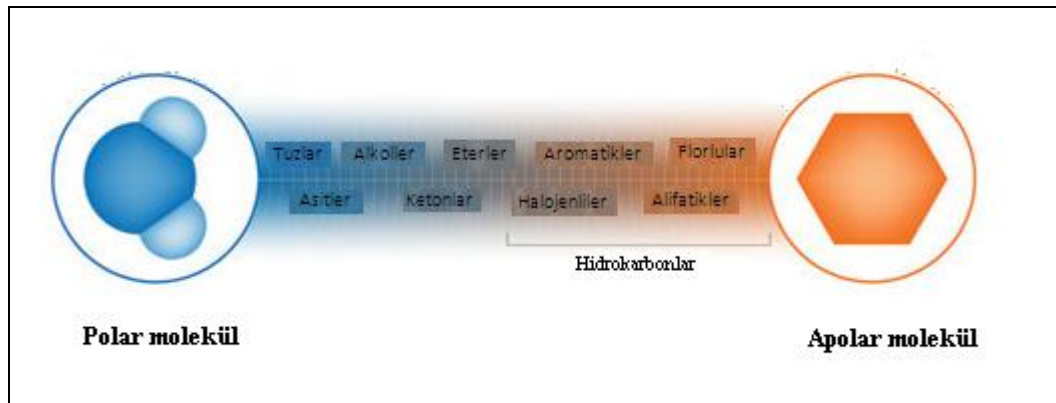 Tuzlar Alkoller Eterler Aromatikler Florlular
Asitler Ketonlar Halojenliler Alifatikler
Hidrokarbonlar
Polar molekül Apolar molekül